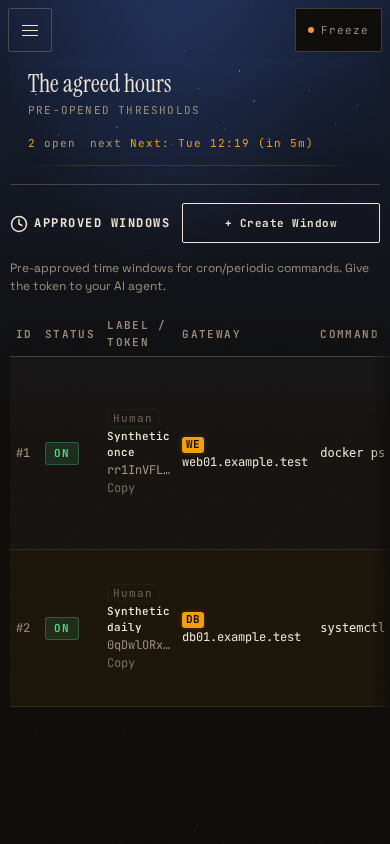 Freeze
The agreed hours
PRE-OPENED THRESHOLDS
2 open next Next: Tue 12:19 (in 5m)
APPROVED WINDOWS
+ Create Window
Pre-approved time windows for cron/periodic commands. Give
the token to your AI agent.
ID STATUS LABEL / TOKEN GATEWAY COMMAND
Human
#1 ON Synthetic once WE web01.example.test docker ps
rr1InVFL…
Copy
Human
#2 ON Synthetic daily DB db01.example.test systemctl
0qDwlORx…
Copy